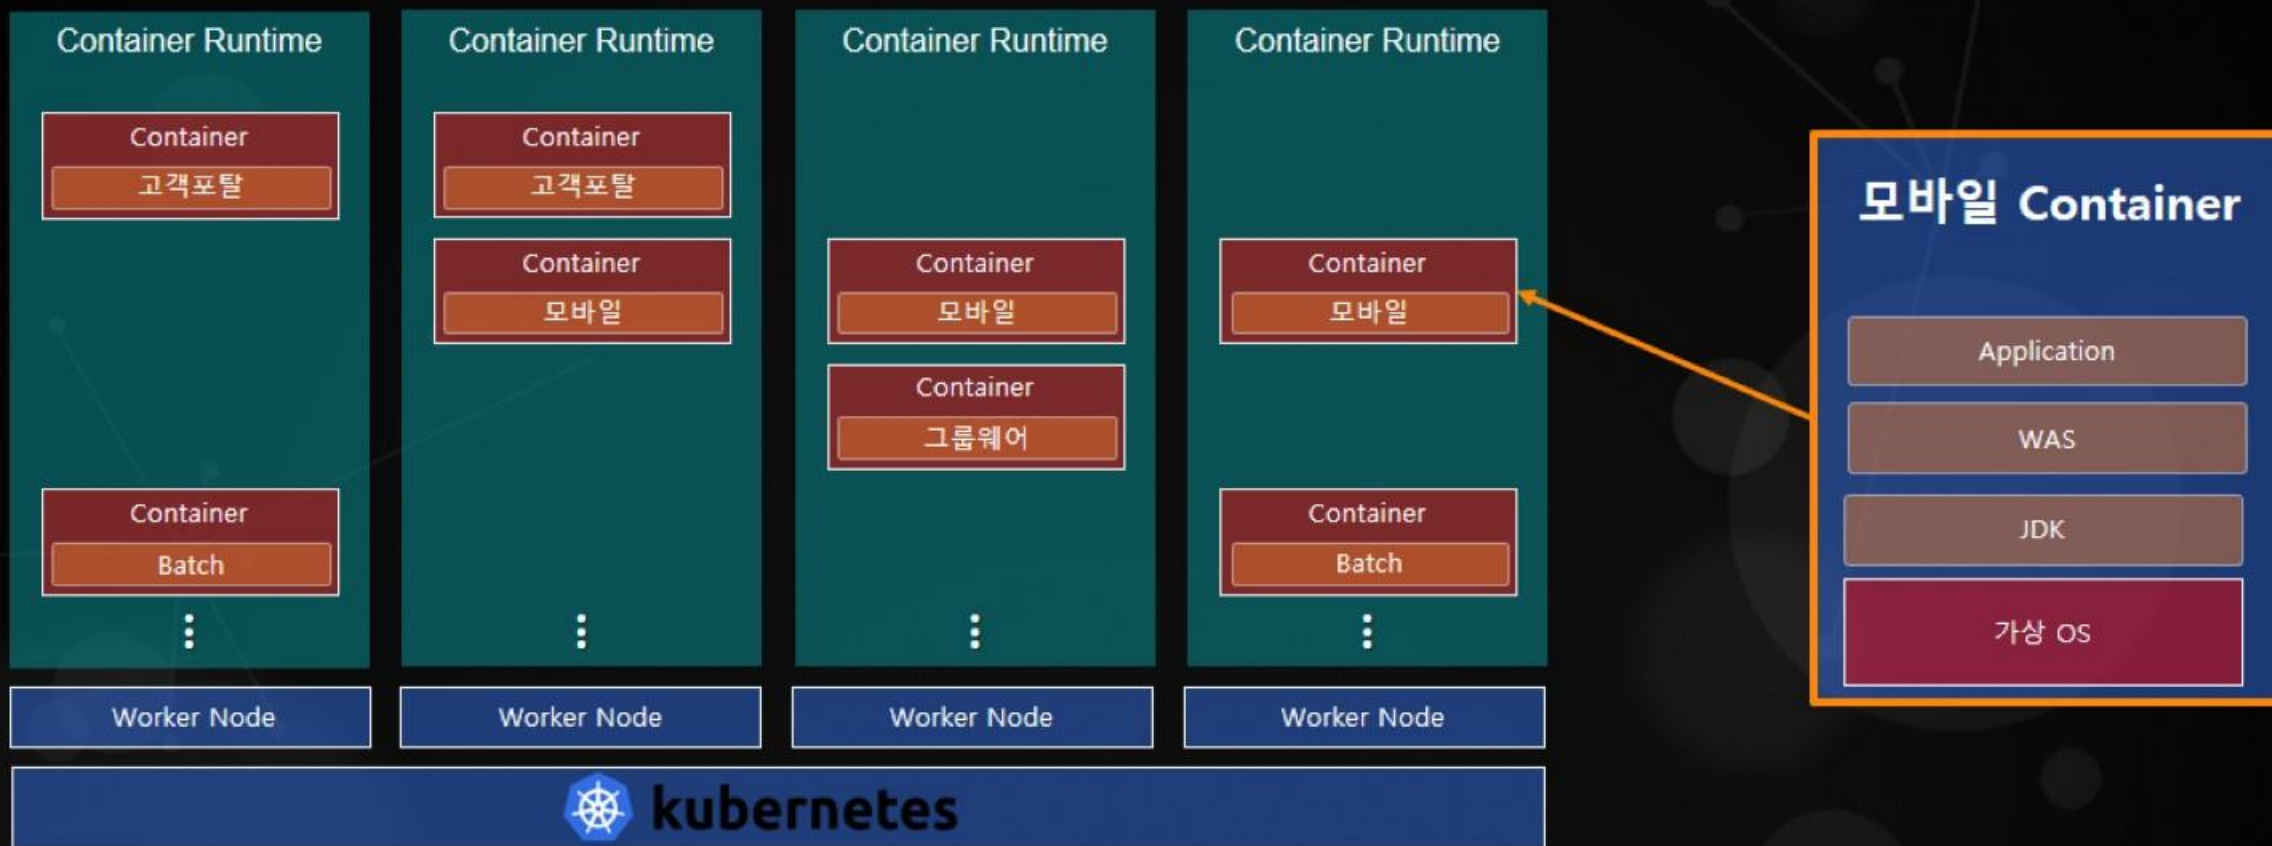 Container Runtime
Container
고객포탈
Container
Batch
Worker Node
Container Runtime
Container
고객포탈
Container
모바일
Worker Node
Container Runtime
Container
모바일
Container
그룹웨어
Worker Node
Container Runtime
Container
모바일
Container
Batch
Worker Node
kubernetes
모바일 Container
Application
WAS
JDK
가상 OS